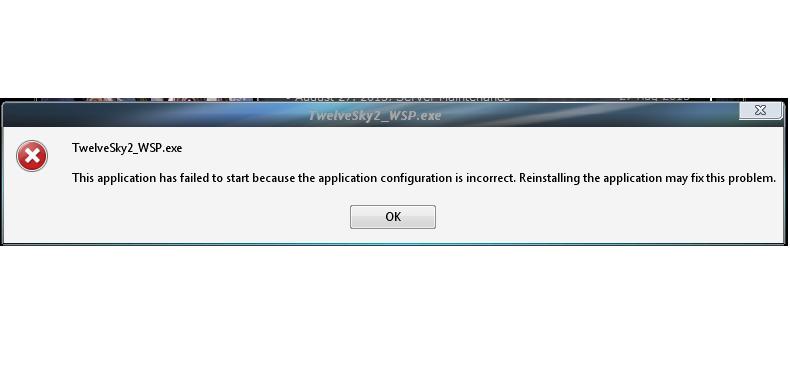 August 27, 2013: Server Maintenance
27 Aug 2013
TwelveSky2_WSP.exe
TwelveSky2_WSP.exe
This application has failed to start because the application configuration is incorrect. Reinstalling the application may fix this problem.
OK